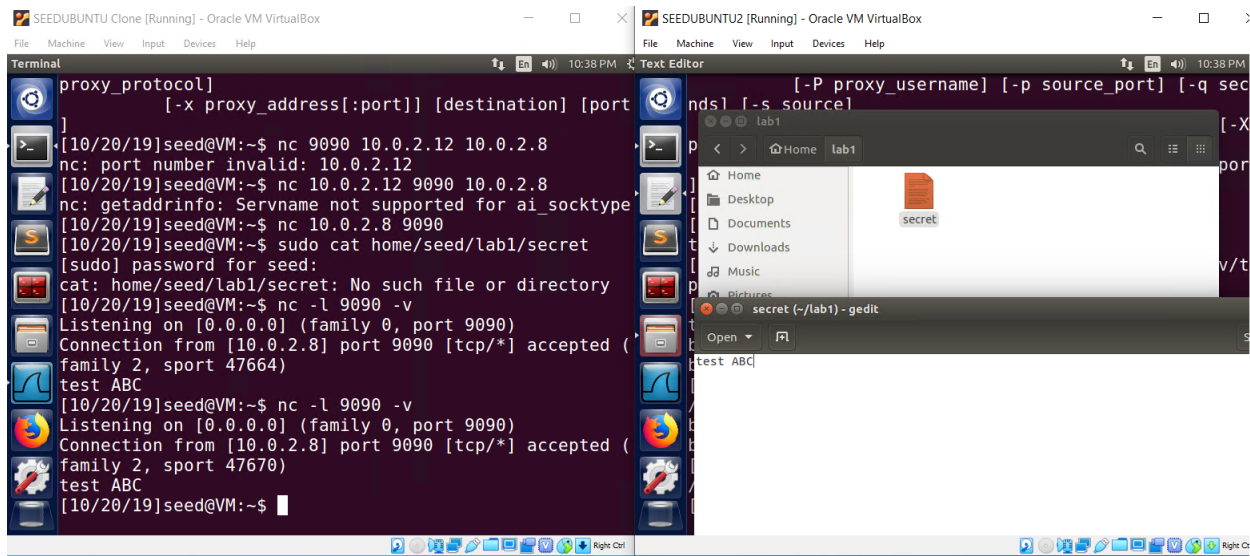 SEEDUBUNTU Clone [Running] - Oracle VM VirtualBox
File Machine View Input Devices Help
Terminal
En
10:38 PM
proxy_protocol]
[-x proxy_address[:port]] [destination] [port
]
[10/20/19]seed@VM:~$ nc 9090 10.0.2.12 10.0.2.8
nc: port number invalid: 10.0.2.12
[10/20/19]seed@VM:~$ nc 10.0.2.12 9090 10.0.2.8
nc: getaddrinfo: Servname not supported for ai_socktype
[10/20/19]seed@VM:~$ nc 10.0.2.8 9090
[10/20/19]seed@VM:~$ sudo cat home/seed/lab1/secret
[sudo] password for seed:
cat: home/seed/lab1/secret: No such file or directory
[10/20/19]seed@VM:~$ nc -l 9090 -v
Listening on [0.0.0.0] (family 0, port 9090)
Connection from [10.0.2.8] port 9090 [tcp/*] accepted (
family 2, sport 47664)
test ABC
[10/20/19]seed@VM:~$ nc -l 9090 -v
Listening on [0.0.0.0] (family 0, port 9090)
Connection from [10.0.2.8] port 9090 [tcp/*] accepted (
family 2, sport 47670)
test ABC
[10/20/19]seed@VM:~$
Right Ctrl
SEEDUBUNTU2 [Running] - Oracle VM VirtualBox
File Machine View Input Devices Help
Text Editor
En
10:38 PM
[-P proxy_username] [-p source_port] [-q sec
nds] [-s source]
lab1
[-X
Home lab1
por
Home
Desktop
Documents
Downloads
Music
Pictures
secret
v/t
secret (~/lab1) - gedit
Open
test ABC
Right Ct